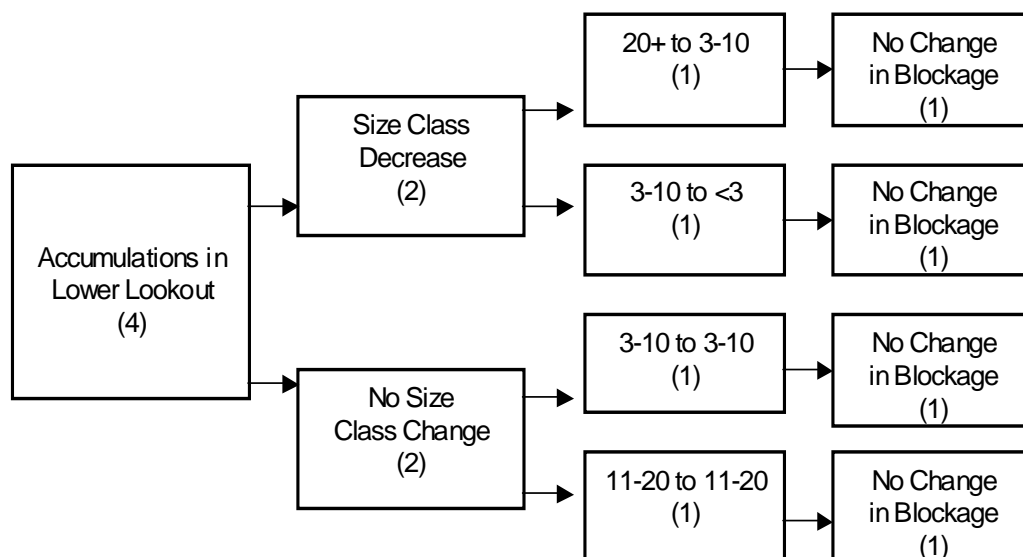 Accumulations in
Lower Lookout
(4)
Size Class
Decrease
(2)
20+ to 3-10
(1)
No Change
in Blockage
(1)
3-10 to <3
(1)
No Change
in Blockage
(1)
No Size
Class Change
(2)
3-10 to 3-10
(1)
No Change
in Blockage
(1)
11-20 to 11-20
(1)
No Change
in Blockage
(1)